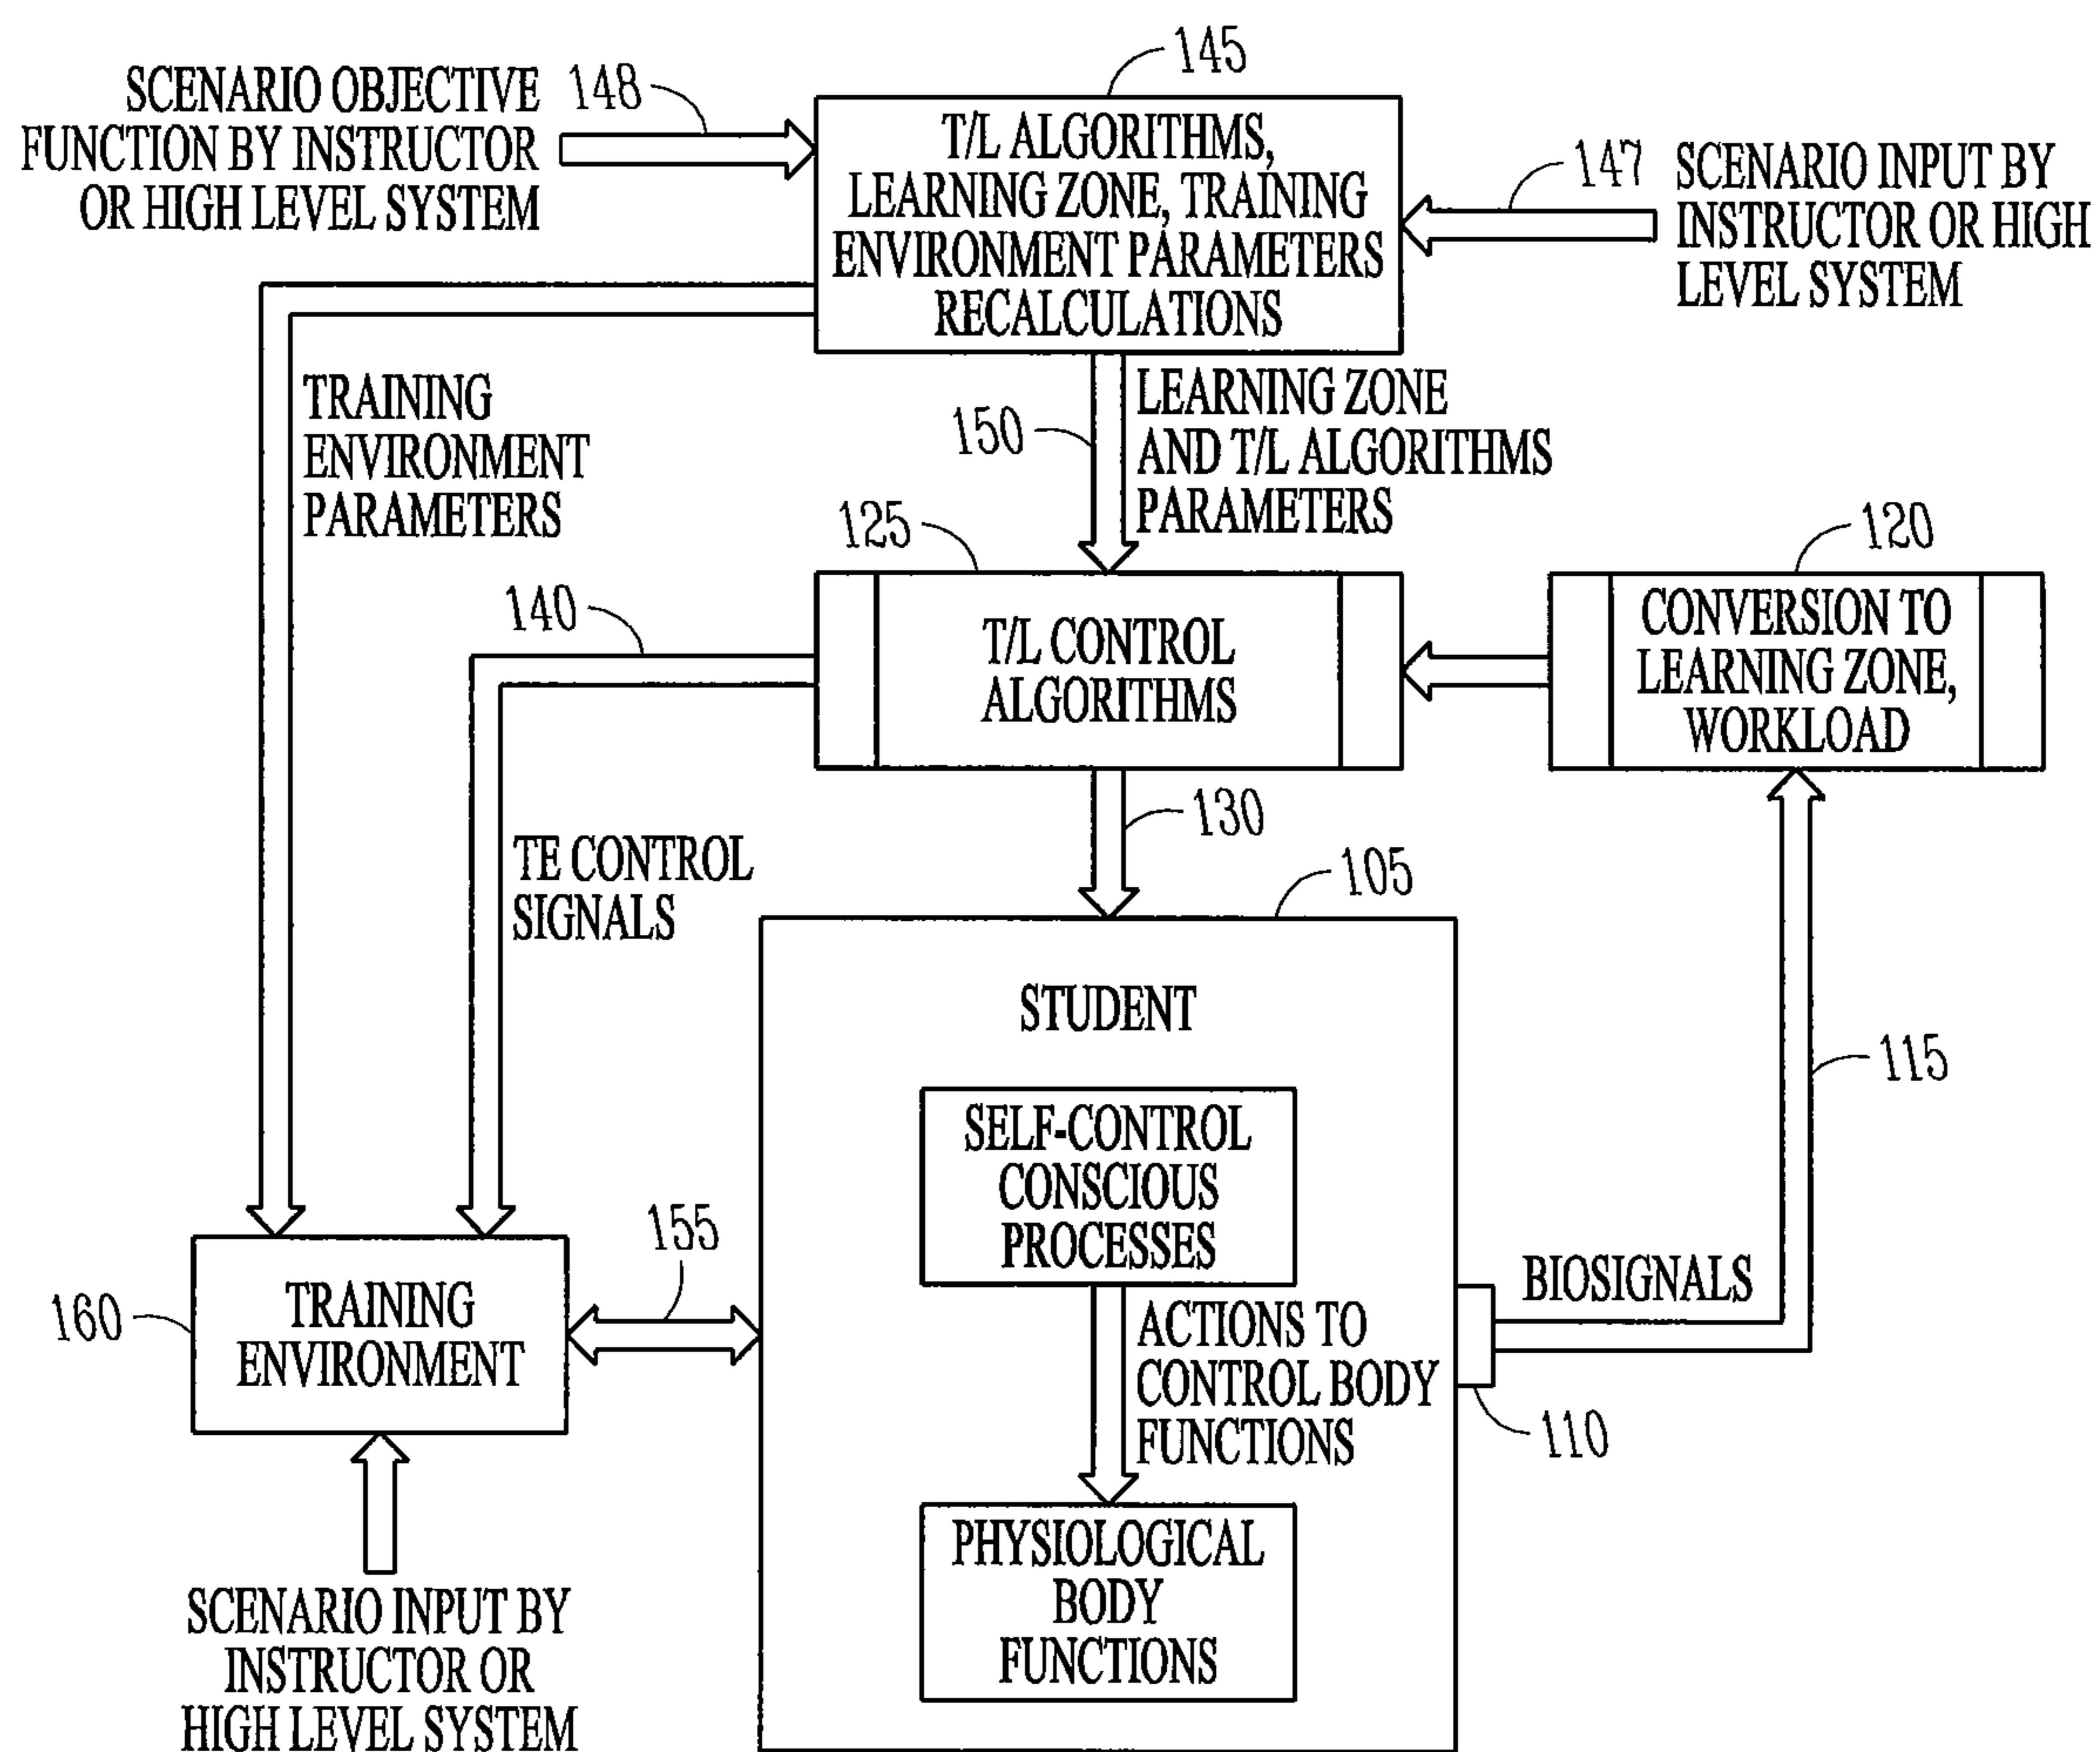 145
SCENARIO OBJECTIVE
FUNCTION BY INSTRUCTOR
OR HIGH LEVEL SYSTEM
148
T/L ALGORITHMS,
LEARNING ZONE, TRAINING
ENVIRONMENT PARAMETERS
RECALCULATIONS
147
SCENARIO INPUT BY
INSTRUCTOR OR HIGH
LEVEL SYSTEM
TRAINING
ENVIRONMENT
PARAMETERS
150
LEARNING ZONE
AND T/L ALGORITHMS
PARAMETERS
125
120
140
T/L CONTROL
ALGORITHMS
CONVERSION TO
LEARNING ZONE,
WORKLOAD
130
TE CONTROL
SIGNALS
105
STUDENT
115
SELF-CONTROL
CONSCIOUS
PROCESSES
155
BIOSIGNALS
160
TRAINING
ENVIRONMENT
ACTIONS TO
CONTROL BODY
FUNCTIONS
110
PHYSIOLOGICAL
BODY
FUNCTIONS
SCENARIO INPUT BY
INSTRUCTOR OR
HIGH LEVEL SYSTEM